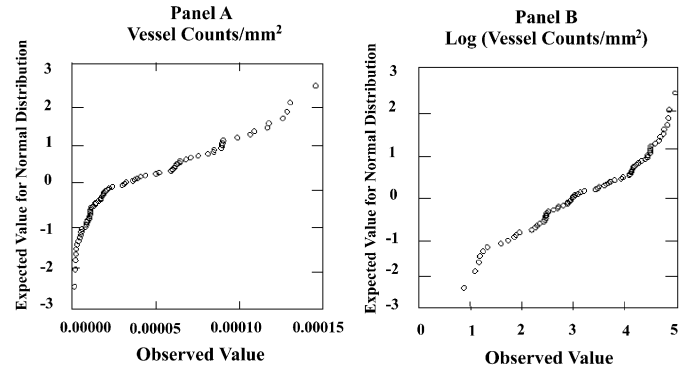 Panel A
Vessel Counts/mm²
Expected Value for Normal Distribution
3
2
1
0
-1
-2
-3
0.00000 0.00005 0.00010 0.00015
Observed Value
Panel B
Log (Vessel Counts/mm²)
Expected Value for Normal Distribution
3
2
1
0
-1
-2
-3
0 1 2 3 4 5
Observed Value